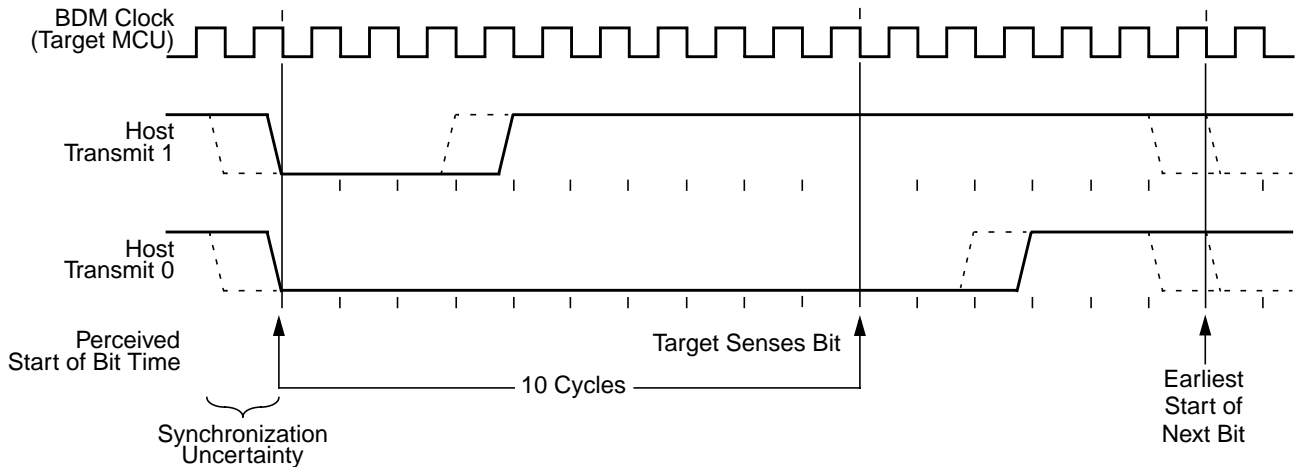 BDM Clock
(Target MCU)
Host
Transmit 1
Host
Transmit 0
Perceived
Start of Bit Time
Target Senses Bit
10 Cycles
Earliest
Start of
Next Bit
Synchronization
Uncertainty